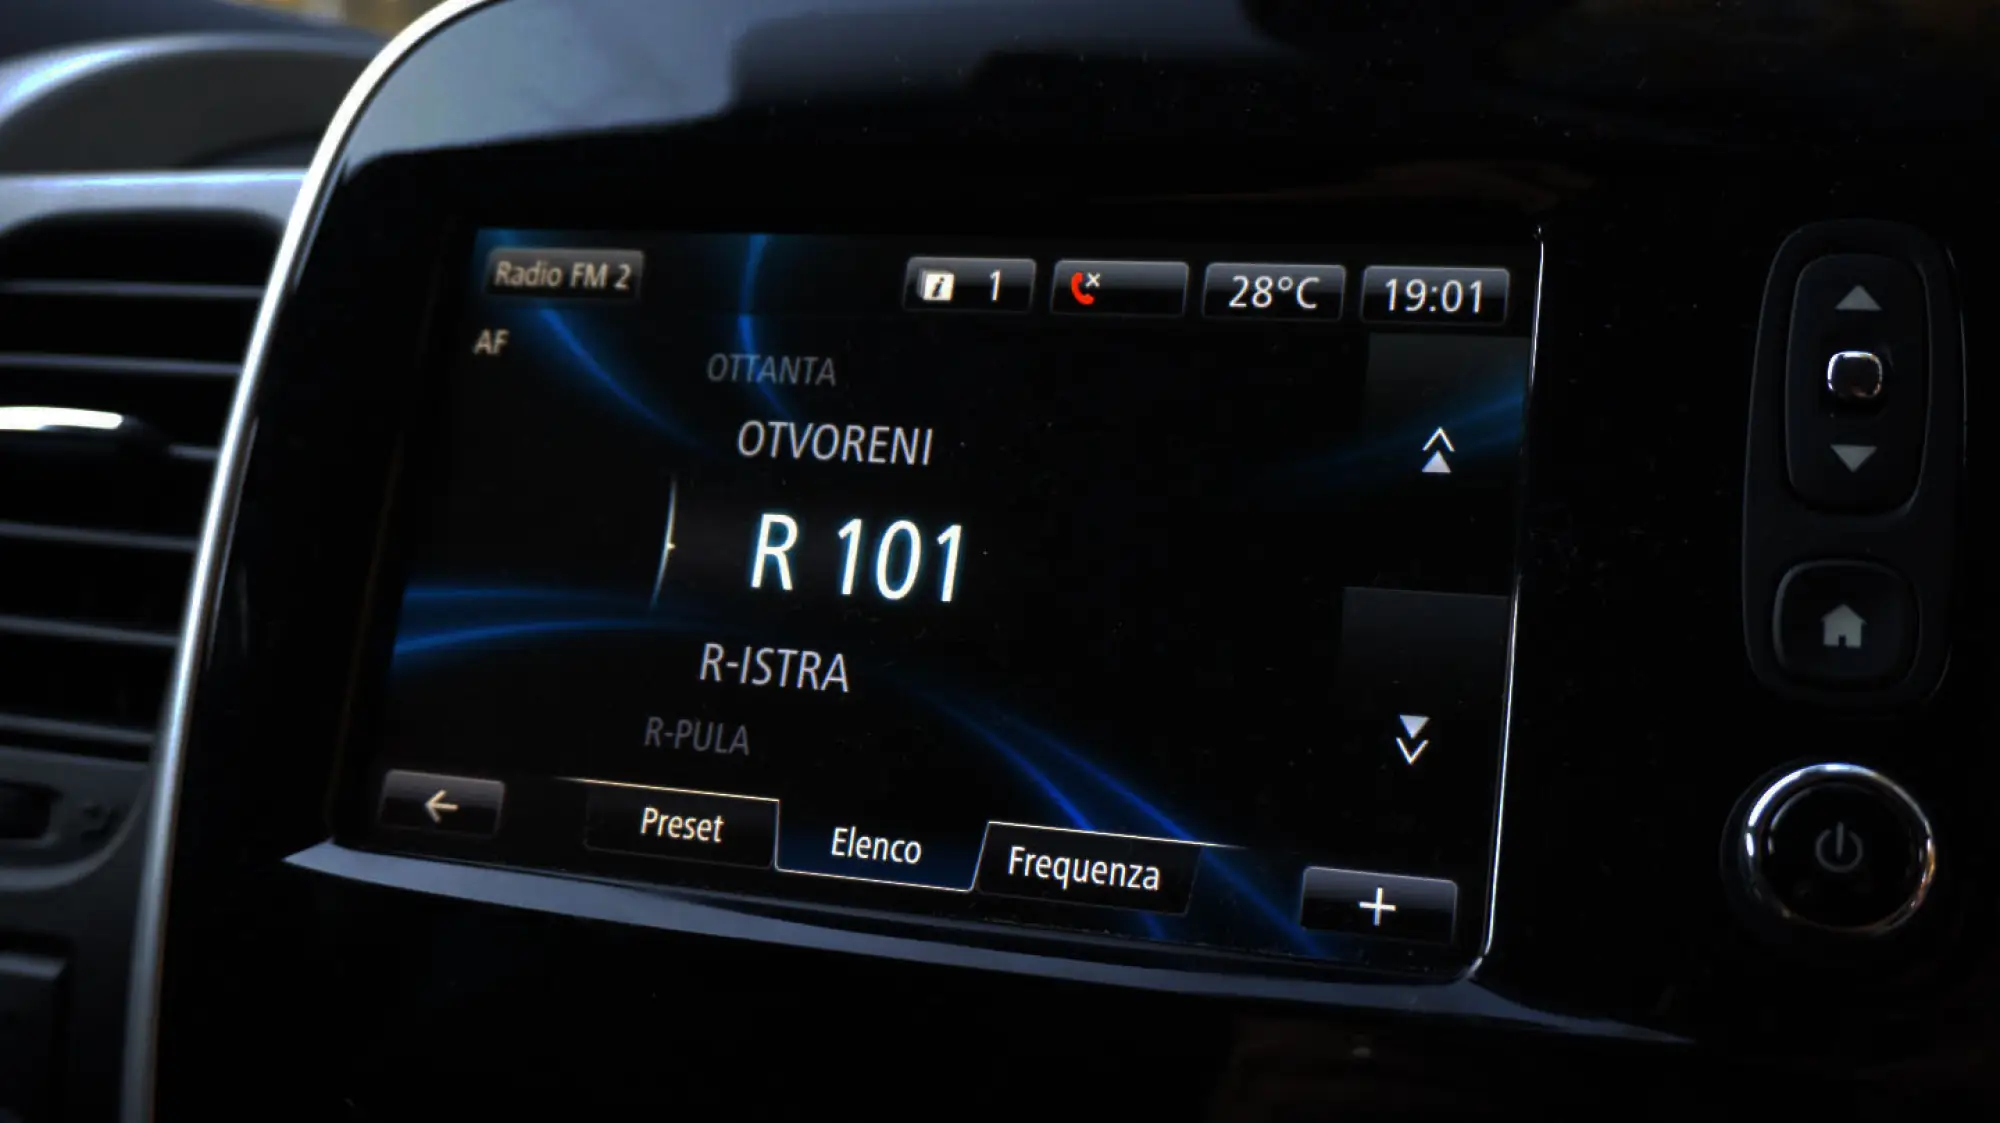 Radio FM 2
1
28°C
19:01
AF
OTTANTA
OTVORENI
R 101
R-ISTRA
R-PULA
Preset
Elenco
Frequenza